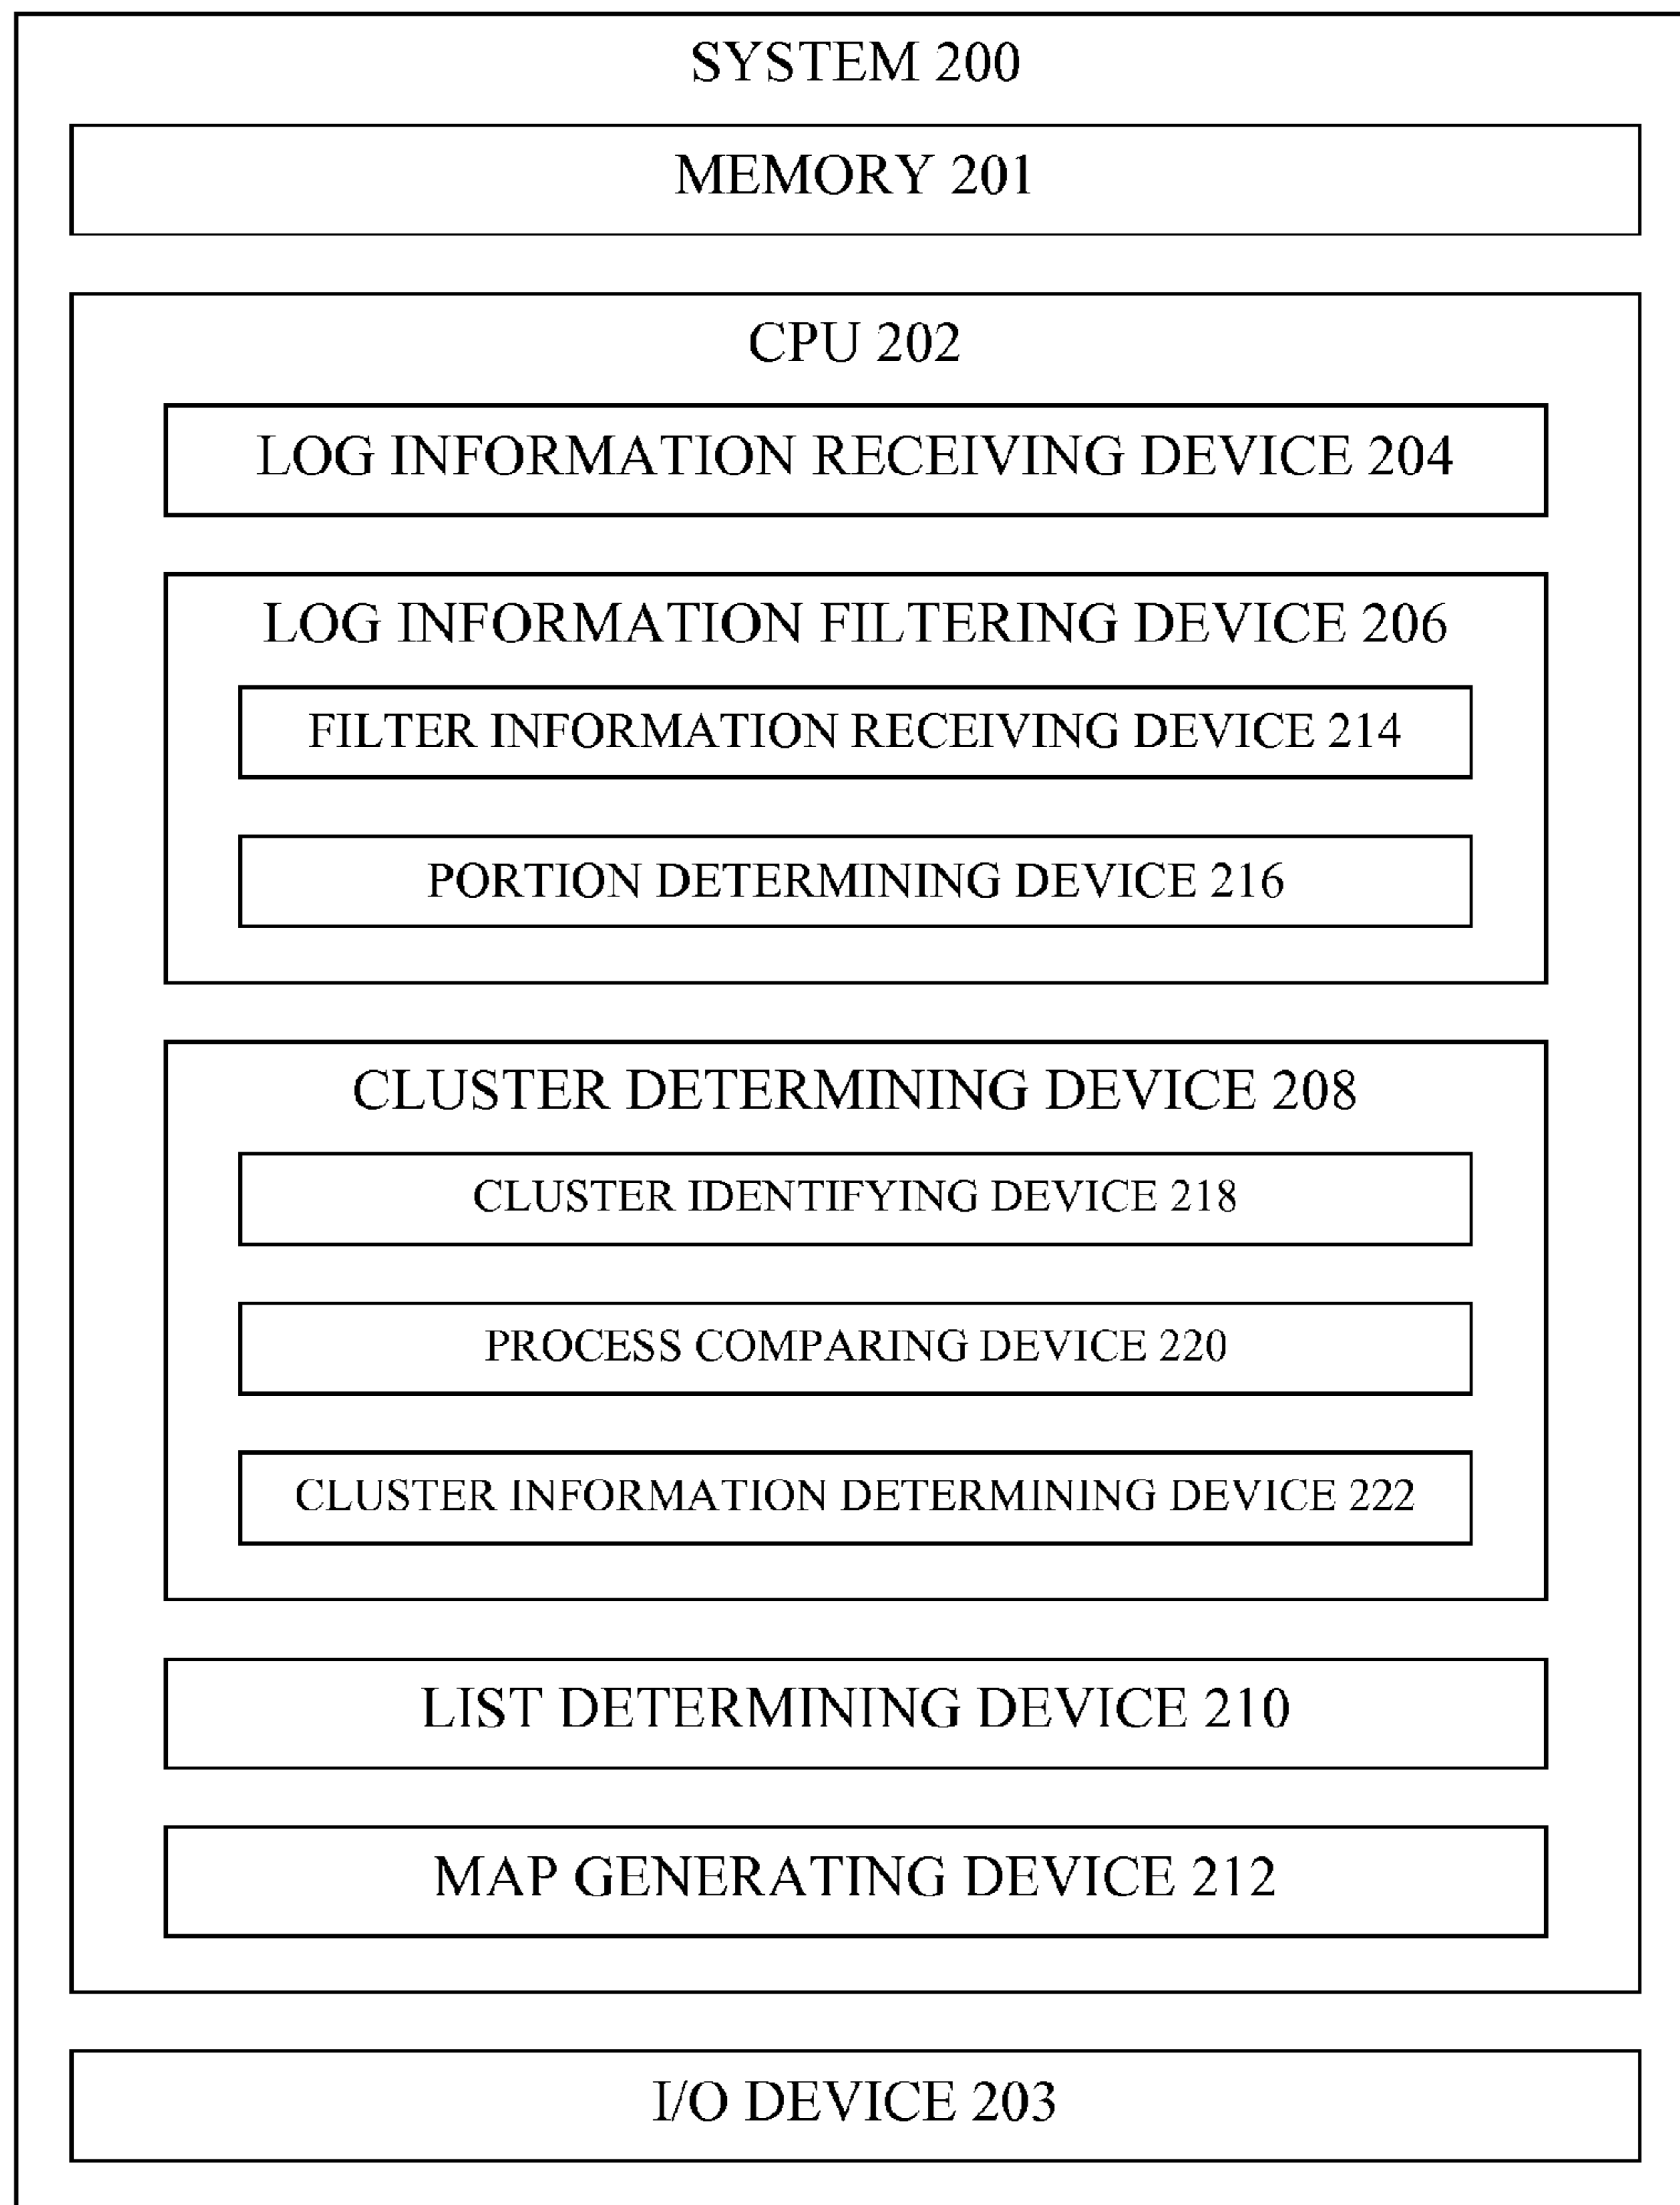 SYSTEM 200
MEMORY 201
CPU 202
LOG INFORMATION RECEIVING DEVICE 204
LOG INFORMATION FILTERING DEVICE 206
FILTER INFORMATION RECEIVING DEVICE 214
PORTION DETERMINING DEVICE 216
CLUSTER DETERMINING DEVICE 208
CLUSTER IDENTIFYING DEVICE 218
PROCESS COMPARING DEVICE 220
CLUSTER INFORMATION DETERMINING DEVICE 222
LIST DETERMINING DEVICE 210
MAP GENERATING DEVICE 212
I/O DEVICE 203